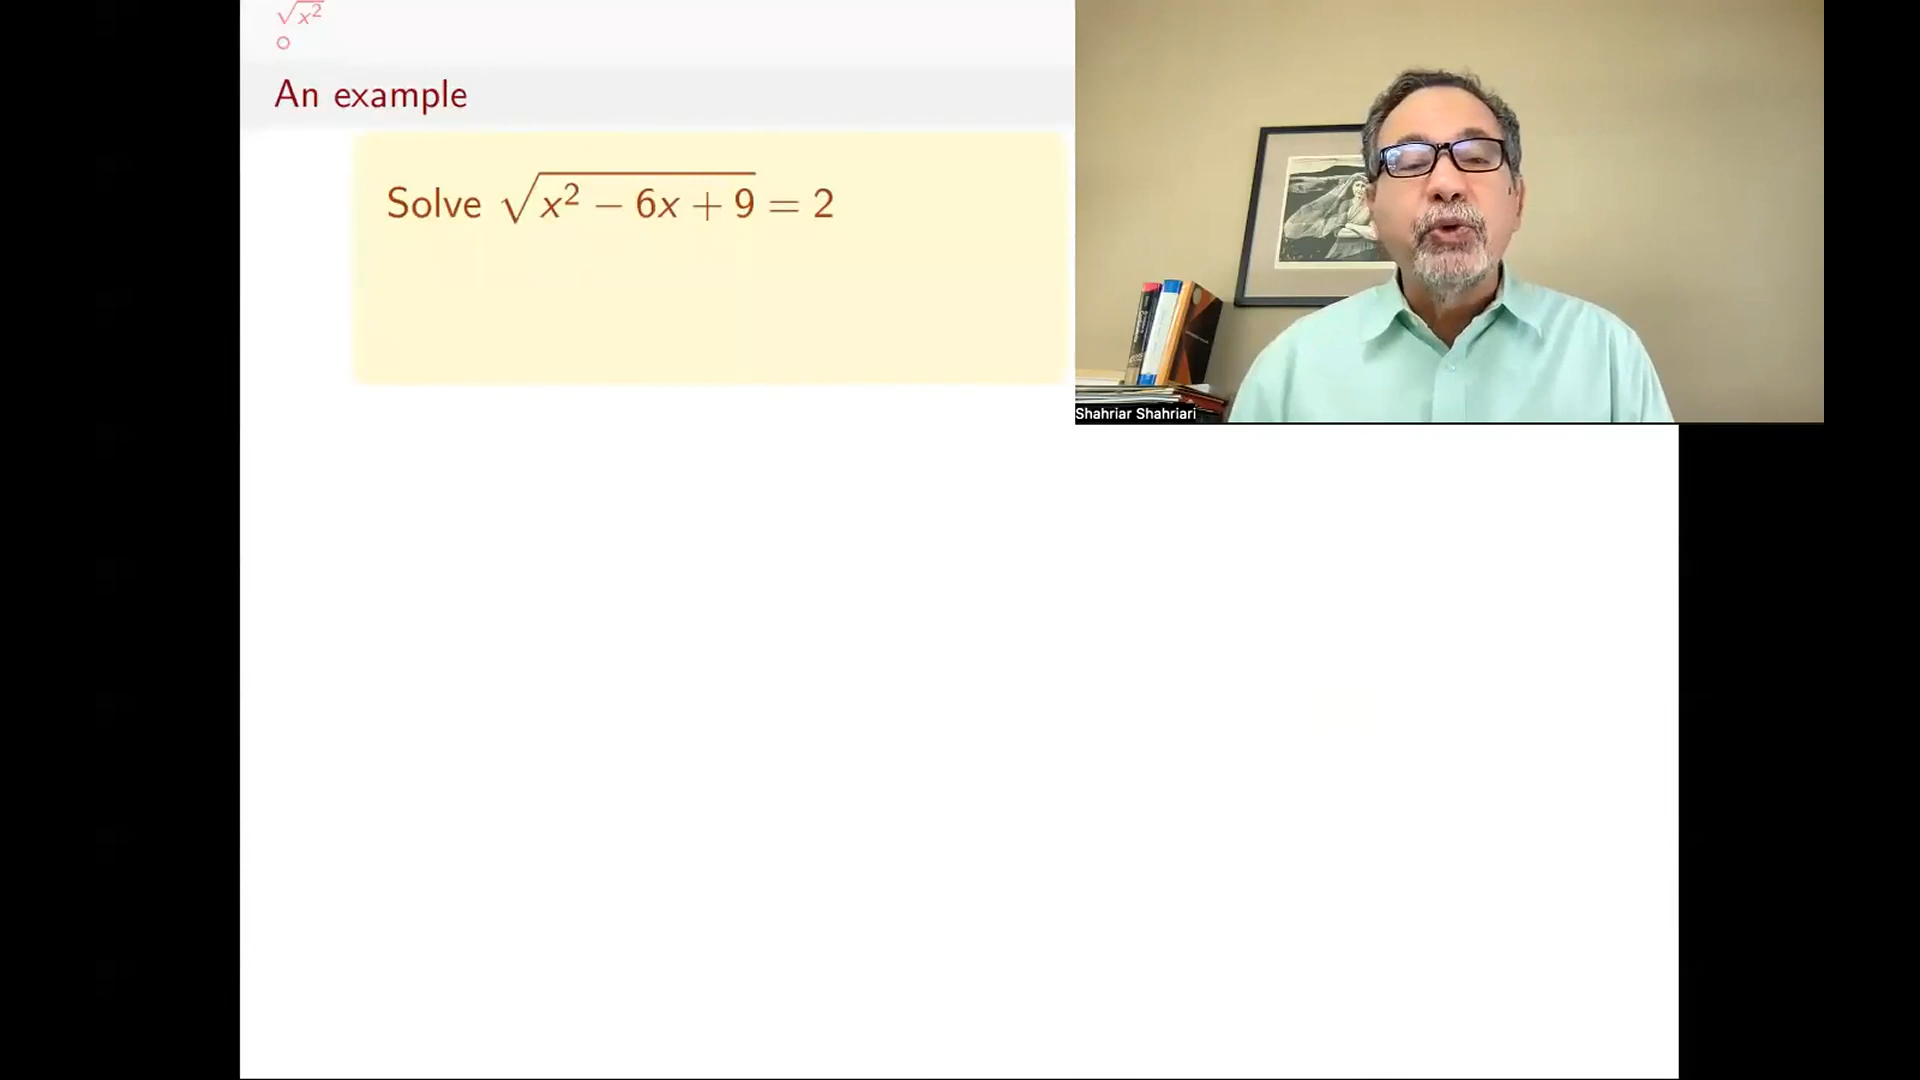 √x²
An example
Solve √x² − 6x + 9 = 2
Shahriar Shahriari